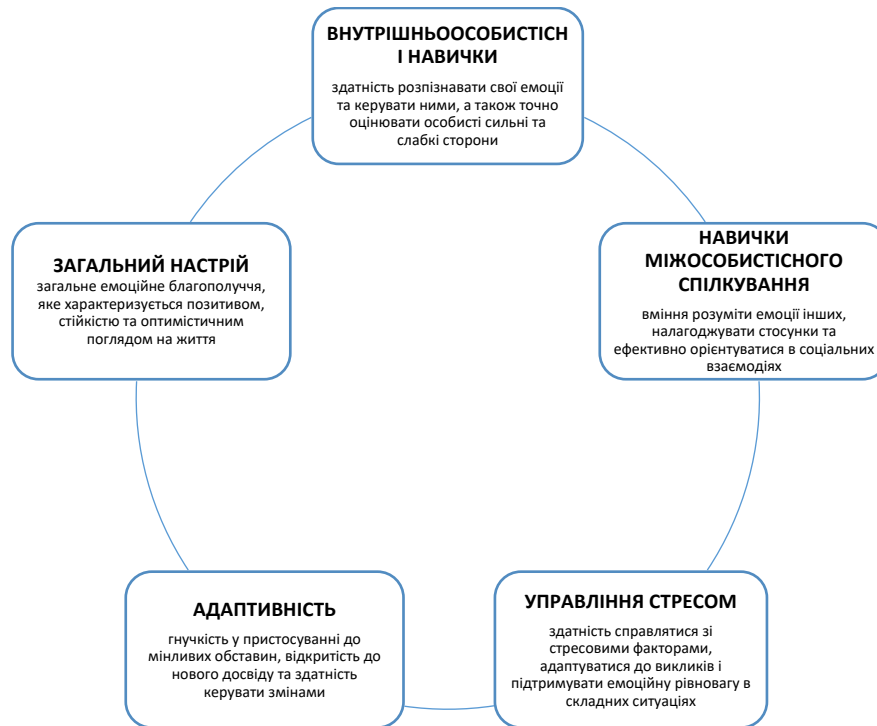 ВНУТРІШНЬООСОБИСТІСН
І НАВИЧКИ
здатність розпізнавати свої емоції
та керувати ними, а також точно
оцінювати особисті сильні та
слабкі сторони
НАВИЧКИ
МІЖОСОБИСТІСНОГО
СПІЛКУВАННЯ
вміння розуміти емоції інших,
налагоджувати стосунки та
ефективно орієнтуватися в соціальних
взаємодіях
УПРАВЛІННЯ СТРЕСОМ
здатність справлятися зі
стресовими факторами,
адаптуватися до викликів і
підтримувати емоційну рівновагу в
складних ситуаціях
АДАПТИВНІСТЬ
гнучкість у пристосуванні до
мінливих обставин, відкритість до
нового досвіду та здатність
керувати змінами
ЗАГАЛЬНИЙ НАСТРІЙ
загальне емоційне благополуччя,
яке характеризується позитивом,
стійкістю та оптимістичним
поглядом на життя